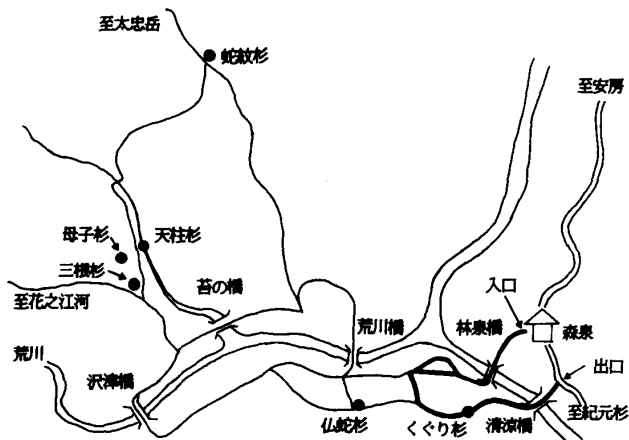 至太忠岳
蛇紋杉
至安房
母子杉
天柱杉
三根杉
至花之江河
苔の橋
入口
荒川橋
林泉橋
森泉
荒川
沢津橋
出口
仏蛇杉
くぐり杉
清涼橋
至紀元杉